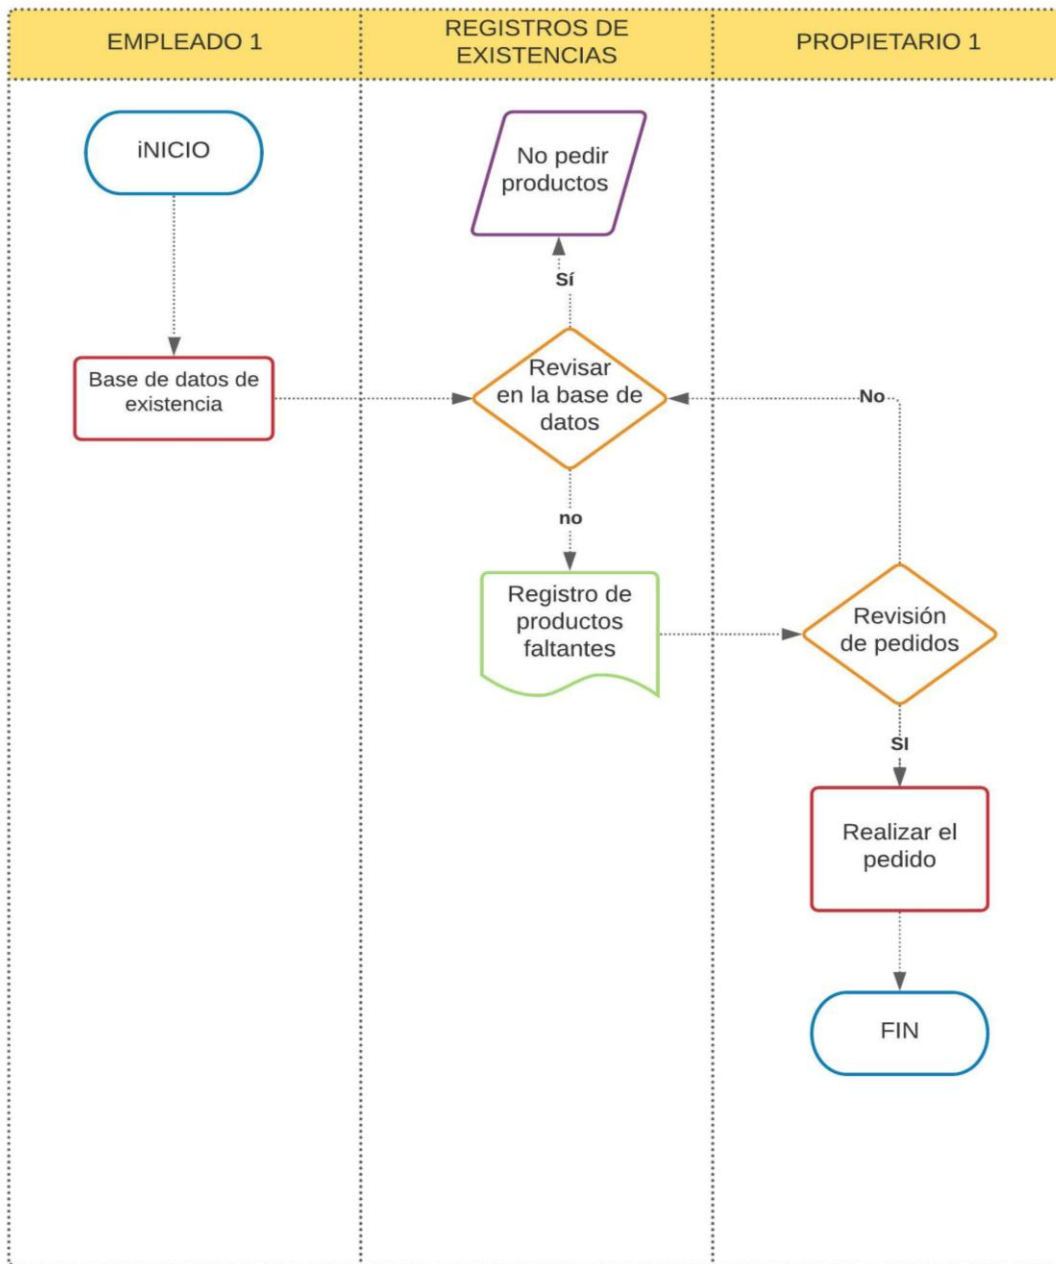 EMPLEADO 1
REGISTROS DE
EXISTENCIAS
PROPIETARIO 1
iNICIO
No pedir
productos
Sí
Base de datos de
existencia
Revisar
en la base de
datos
No
no
Registro de
productos
faltantes
Revisión
de pedidos
SI
Realizar el
pedido
FIN